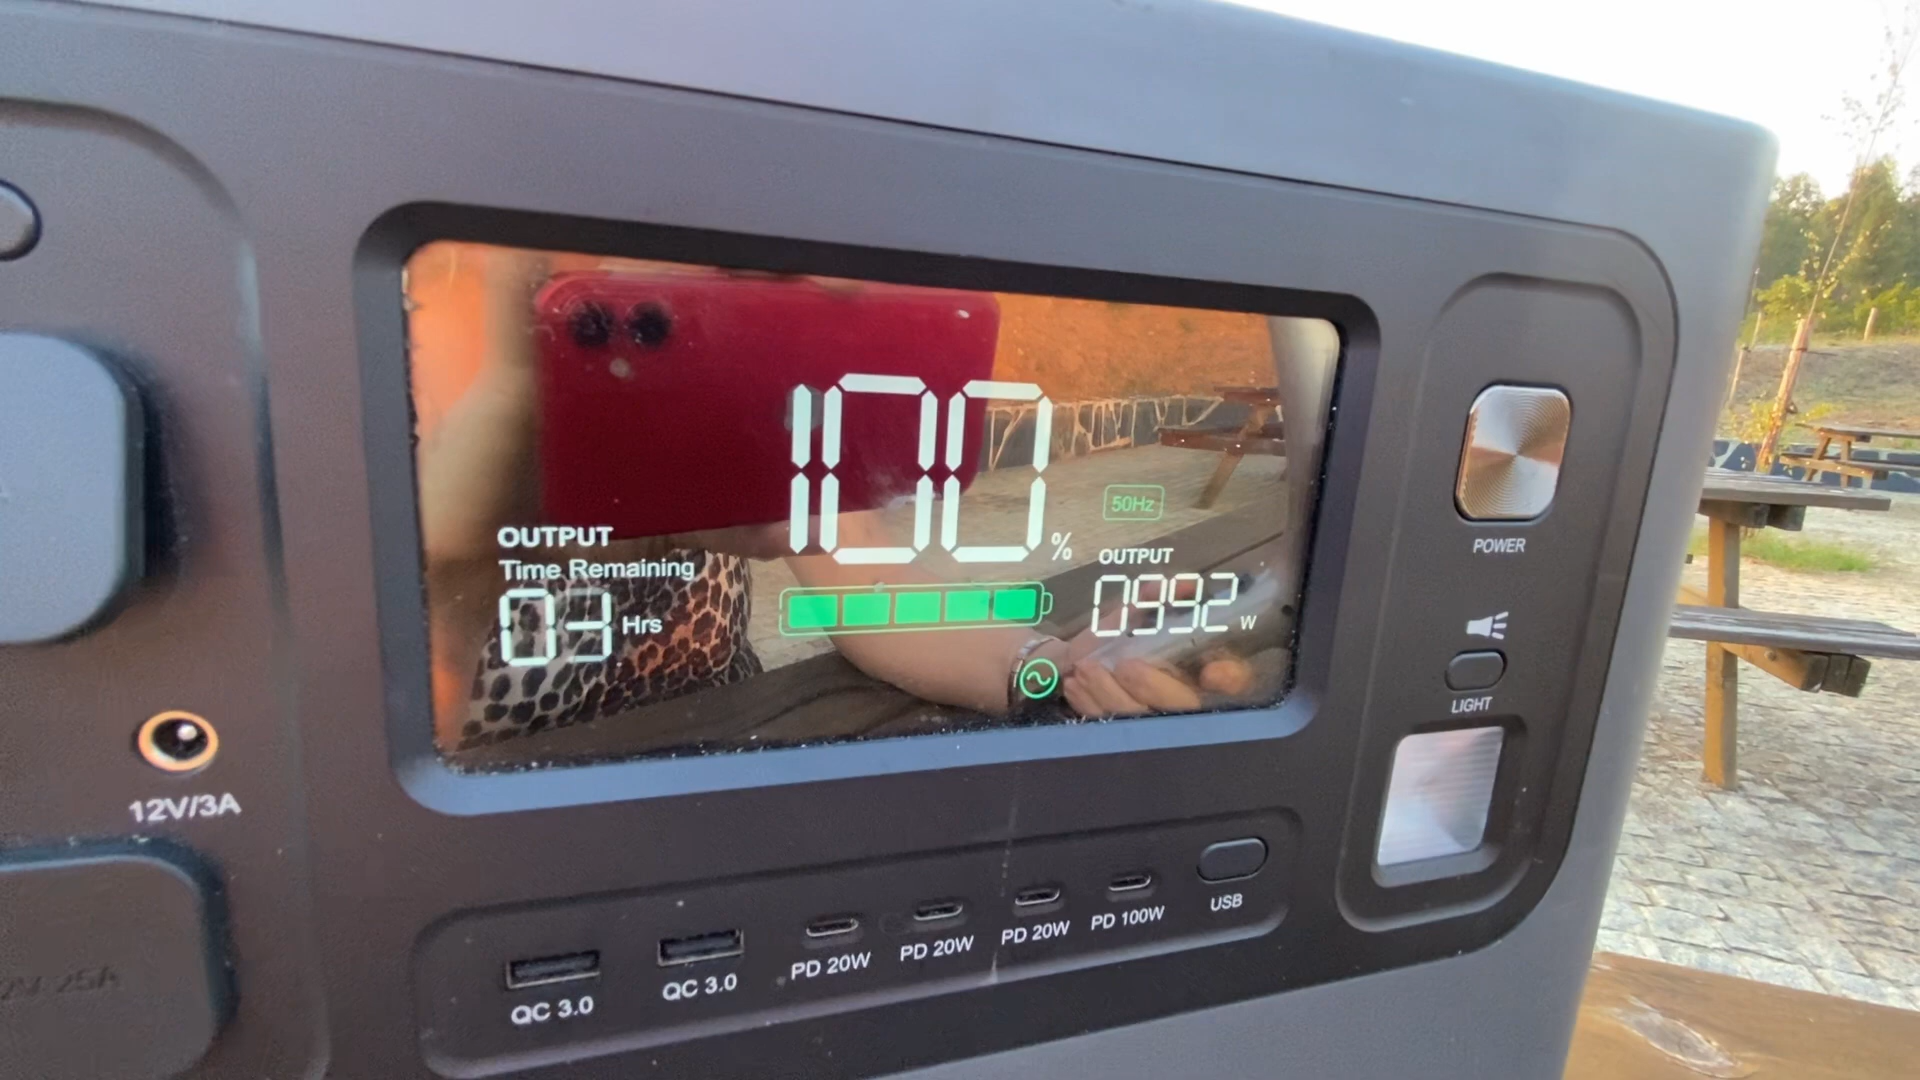 100%
50Hz
OUTPUT
Time Remaining
03 Hrs
OUTPUT
0992 W
POWER
LIGHT
12V/3A
USB
QC 3.0
QC 3.0
PD 20W
PD 20W
PD 20W
PD 100W